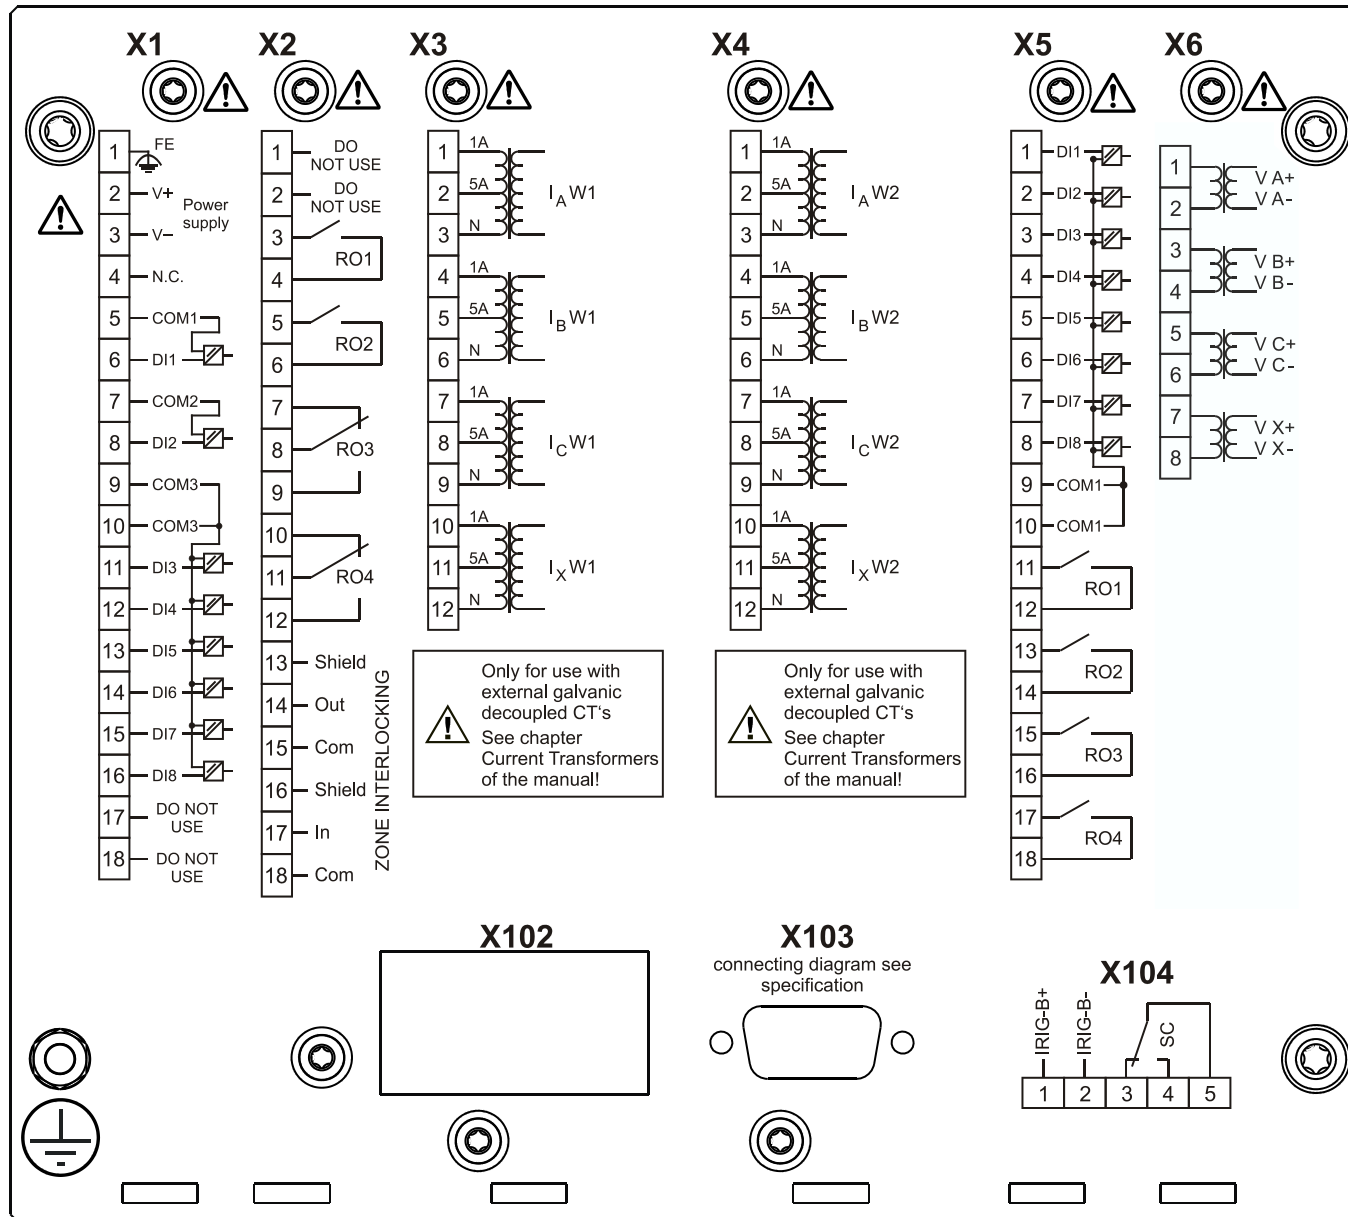 X1
1 FE
2 V+
Power
supply
3 V–
4 N.C.
5 COM1
6 DI1
7 COM2
8 DI2
9 COM3
10 COM3
11 DI3
12 DI4
13 DI5
14 DI6
15 DI7
16 DI8
17 DO NOT
USE
18 DO NOT
USE
X2
1 DO
NOT USE
2 DO
NOT USE
3
RO1
4
5
RO2
6
7
8 RO3
9
10
11 RO4
12
13 Shield
14 Out
15 Com
16 Shield
17 In
18 Com
ZONE INTERLOCKING
X3
1 1A
2 5A IA W1
3 N
4 1A
5 5A IB W1
6 N
7 1A
8 5A IC W1
9 N
10 1A
11 5A IX W1
12 N
Only for use with
external galvanic
decoupled CT‘s
See chapter
Current Transformers
of the manual!
X4
1 1A
2 5A IA W2
3 N
4 1A
5 5A IB W2
6 N
7 1A
8 5A IC W2
9 N
10 1A
11 5A IX W2
12 N
Only for use with
external galvanic
decoupled CT‘s
See chapter
Current Transformers
of the manual!
X5
1 DI1
2 DI2
3 DI3
4 DI4
5 DI5
6 DI6
7 DI7
8 DI8
9 COM1
10 COM1
11
RO1
12
13
RO2
14
15
RO3
16
17
RO4
18
X6
1 V A+
2 V A-
3 V B+
4 V B-
5 V C+
6 V C-
7 V X+
8 V X-
X102
X103
connecting diagram see
specification
X104
IRIG-B+
IRIG-B-
SC
1 2 3 4 5